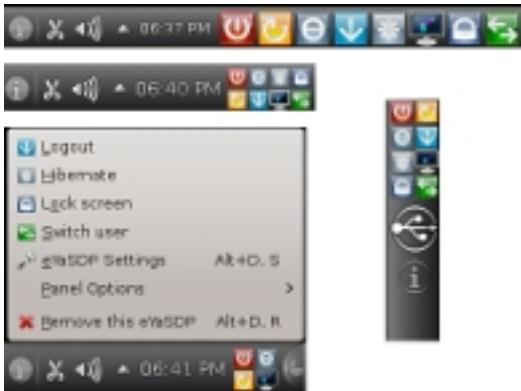 06:37 PM
06:40 PM
Logout
Hibernate
Lock screen
Switch user
eYaSDP Settings Alt+D, S
Panel Options
Remove this eYaSDP Alt+D, R
06:41 PM